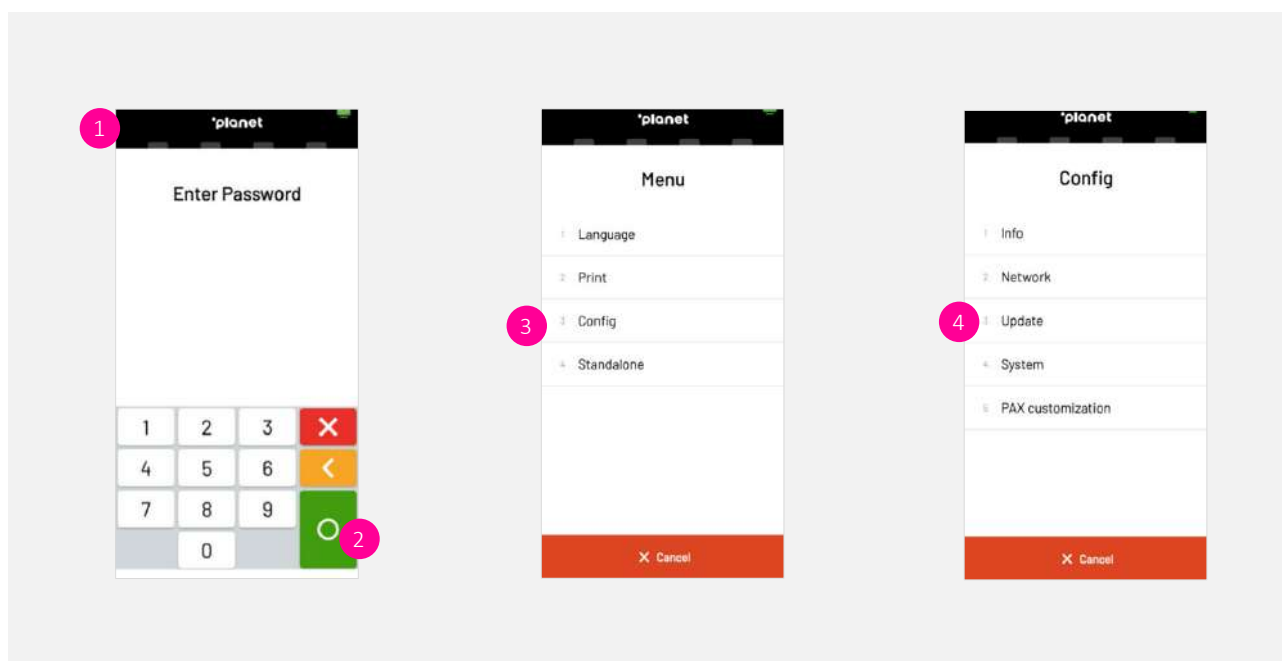 1
'planet
Enter Password
1 2 3
4 5 6
7 8 9
0
2
'planet
Menu
1 Language
2 Print
3
3 Config
4 Standalone
X Cancel
'planet
Config
1 Info
2 Network
4
3 Update
4 System
5 PAX customization
X Cancel